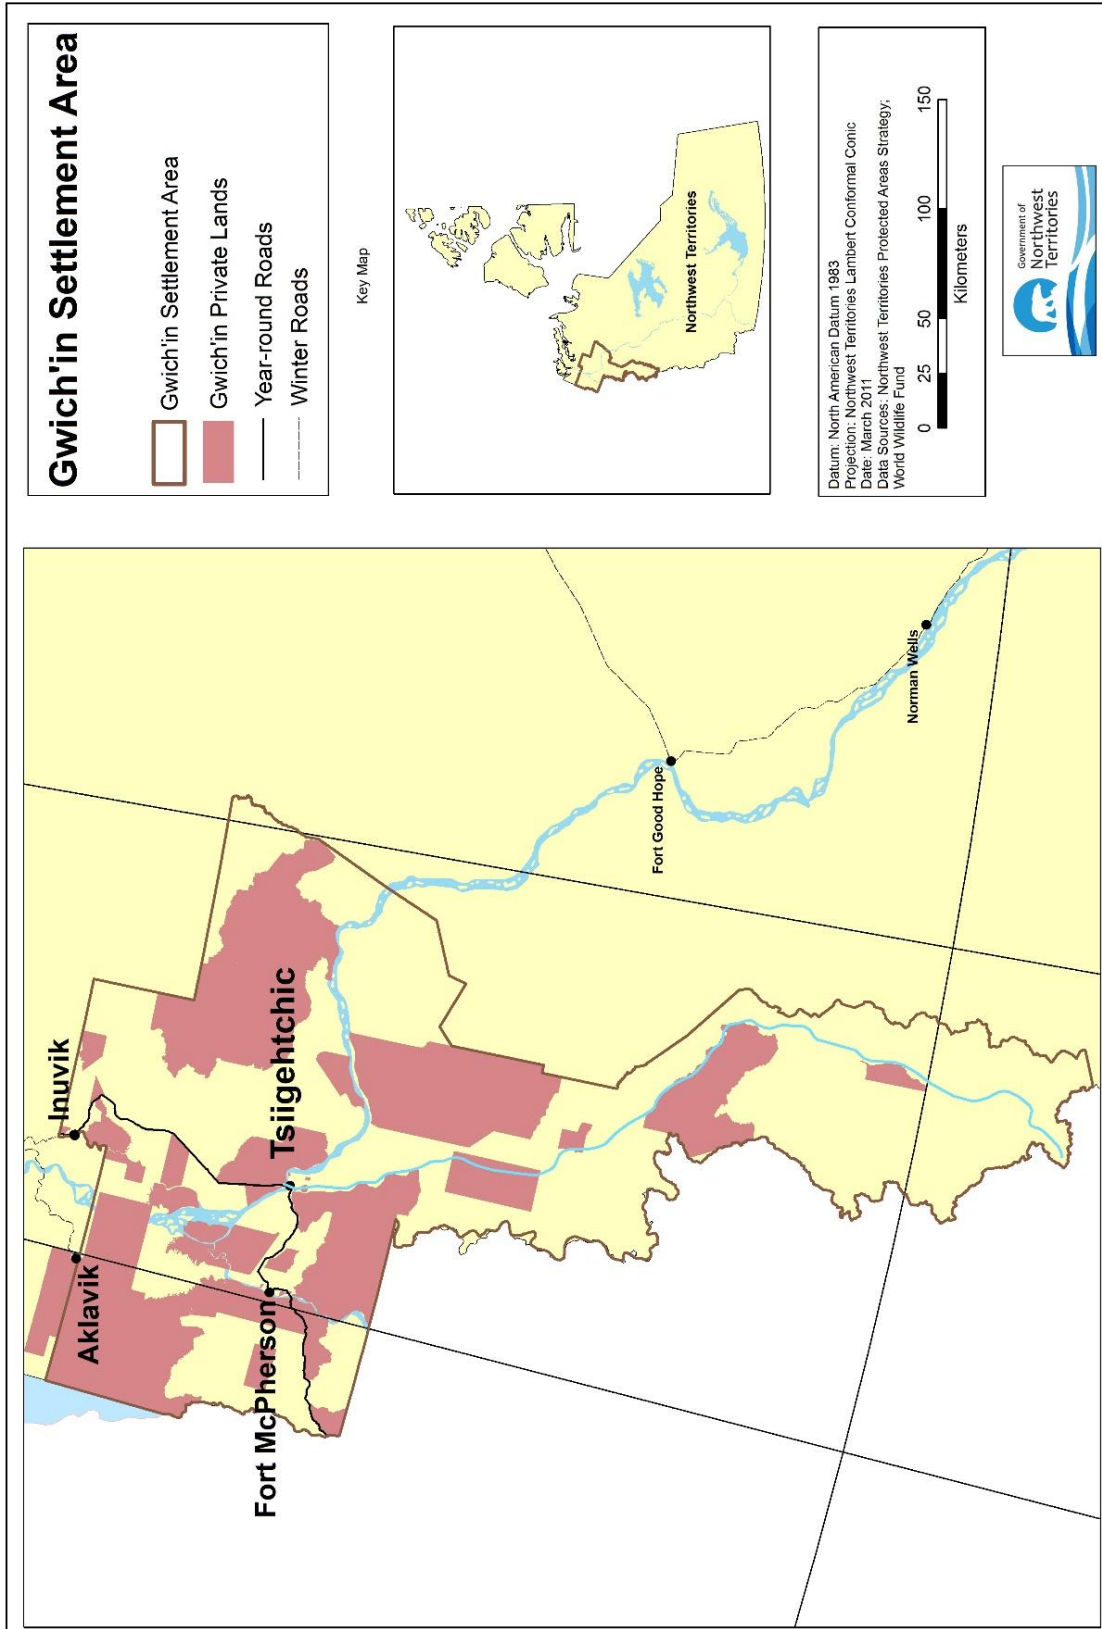 Gwich'in Settlement Area
Gwich'in Settlement Area
Gwich'in Private Lands
Year-round Roads
Winter Roads
Key Map
Northwest Territories
Datum: North American Datum 1983
Projection: Northwest Territories Lambert Conformal Conic
Date: March 2011
Data Sources: Northwest Territories Protected Areas Strategy;
World Wildlife Fund
0 25 50 100 150
Kilometers
Government of
Northwest
Territories
Inuvik
Aklavik
Tsiigehtchic
Fort McPherson
Fort Good Hope
Norman Wells